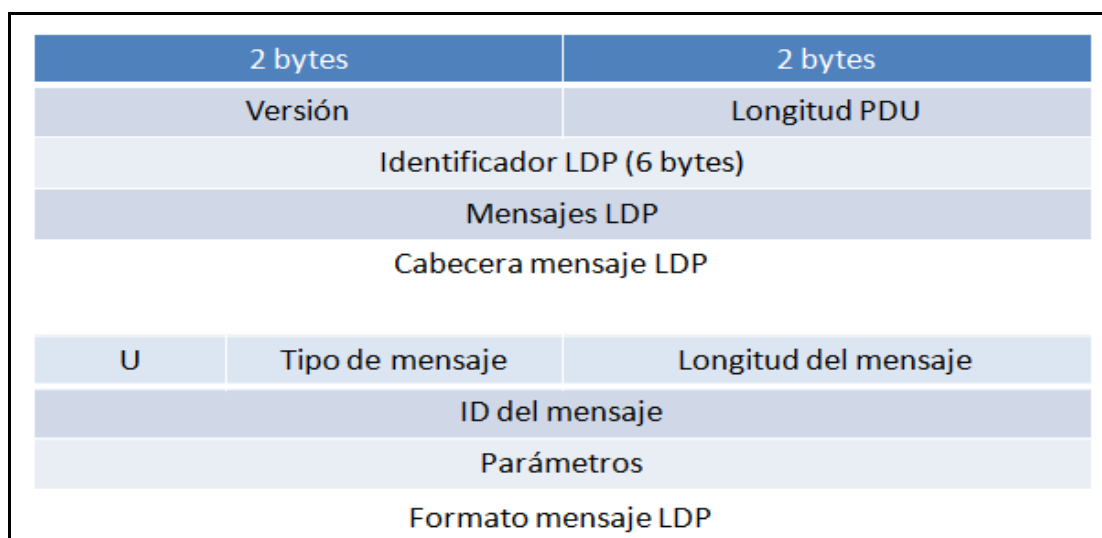 2 bytes 2 bytes
Versión Longitud PDU
Identificador LDP (6 bytes)
Mensajes LDP
Cabecera mensaje LDP
U Tipo de mensaje Longitud del mensaje
ID del mensaje
Parámetros
Formato mensaje LDP